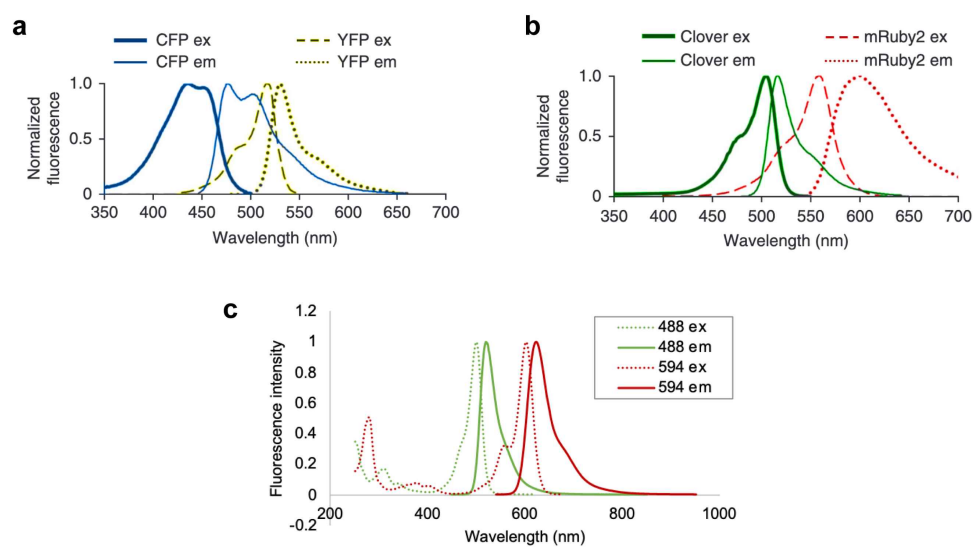 a
CFP ex
YFP ex
CFP em
YFP em
Normalized
fluorescence
1.0
0.5
0
350 400 450 500 550 600 650 700
Wavelength (nm)
b
Clover ex
mRuby2 ex
Clover em
mRuby2 em
Normalized
fluorescence
1.0
0.5
0
350 400 450 500 550 600 650 700
Wavelength (nm)
c
Fluorescence intensity
1.2
1
0.8
0.6
0.4
0.2
0
-0.2
200 400 600 800 1000
Wavelength (nm)
488 ex
488 em
594 ex
594 em